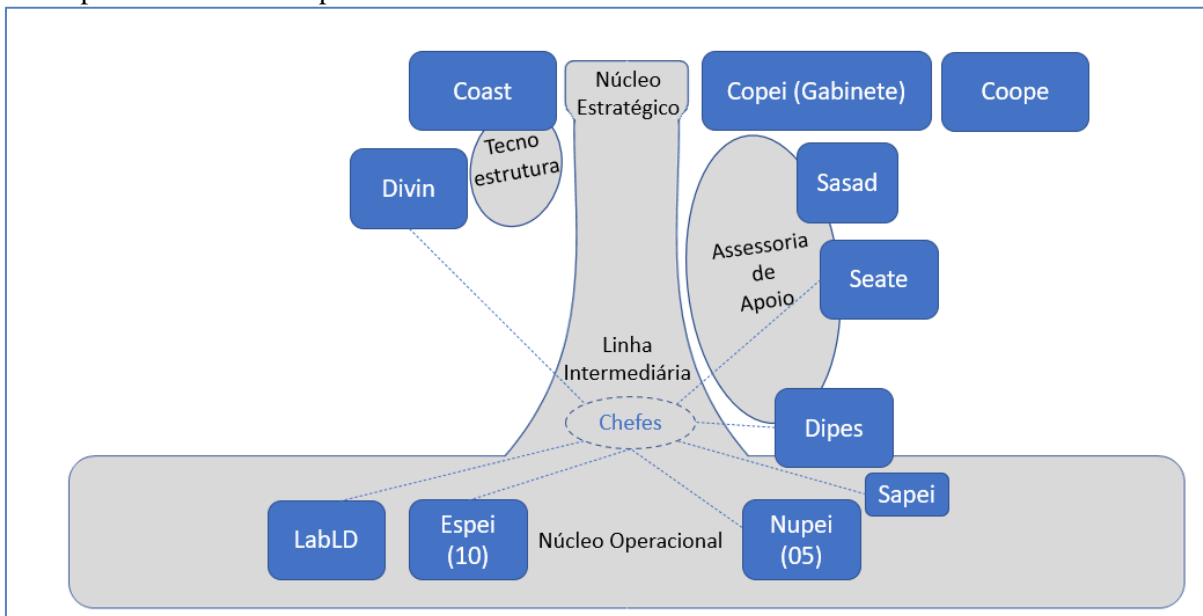 Coast
Núcleo
Estratégico
Copei (Gabinete)
Coope
Tecno
estrutura
Divin
Sasad
Assessoria
de
Apoio
Seate
Linha
Intermediária
Chefes
Dipes
Sapei
LabLD
Espei
(10)
Núcleo Operacional
Nupei
(05)